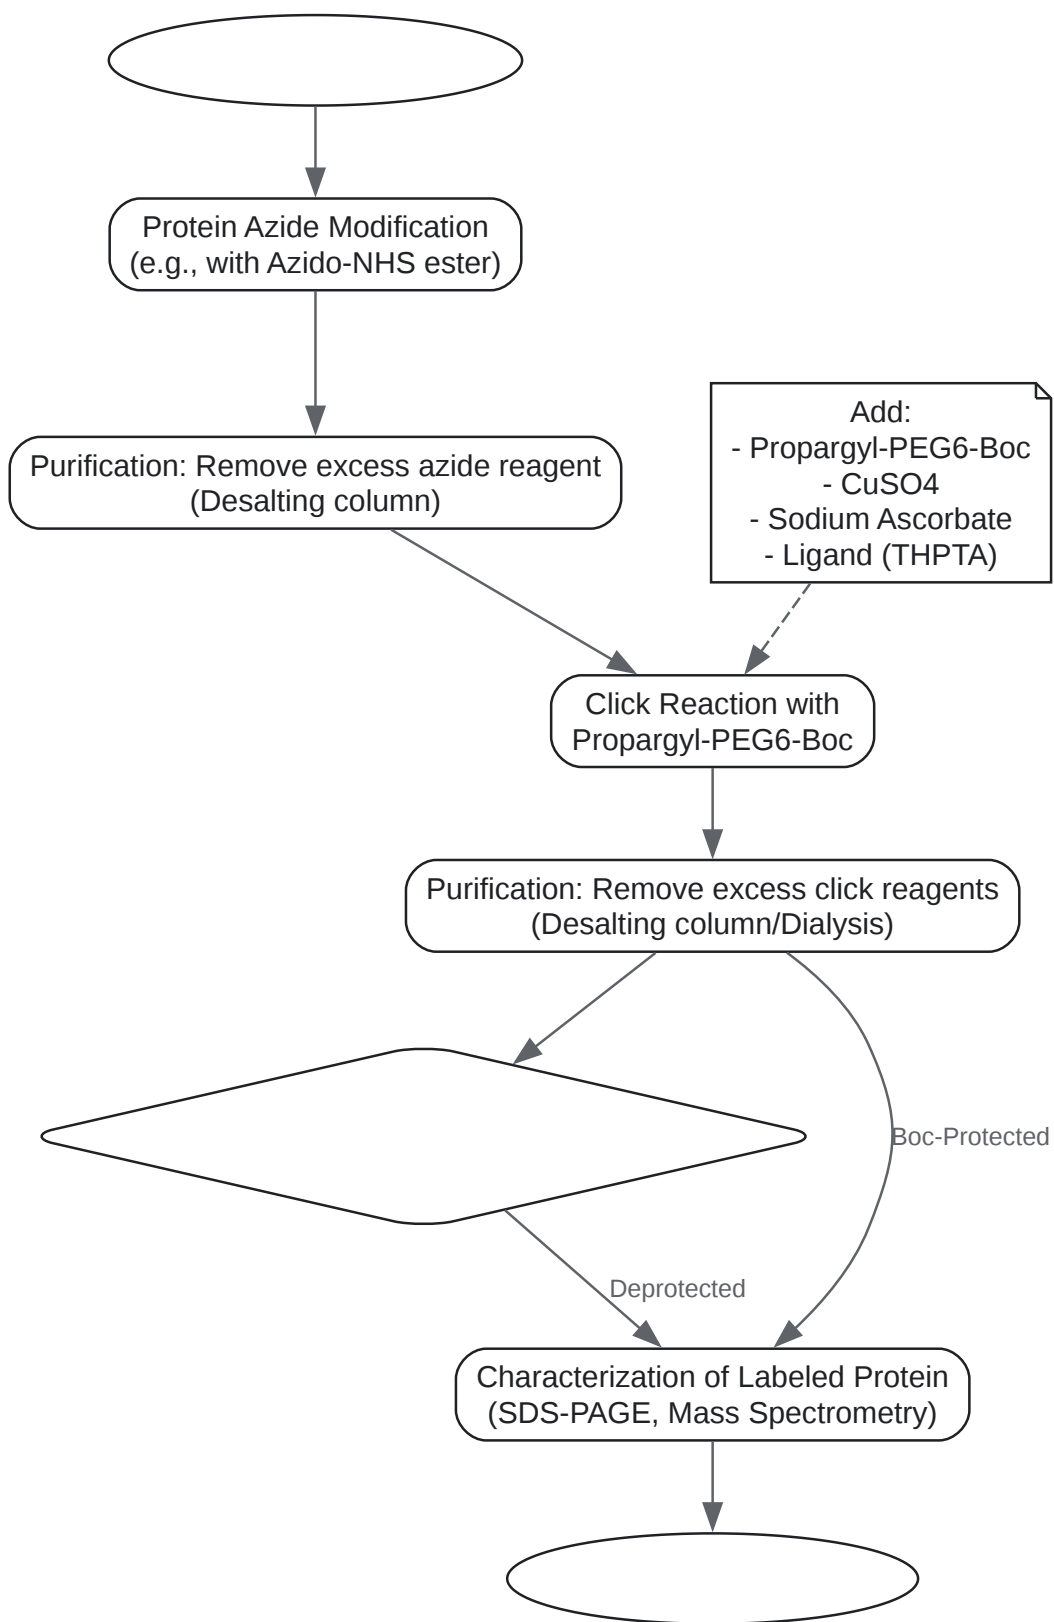 Protein Azide Modification
(e.g., with Azido-NHS ester)
Purification: Remove excess azide reagent
(Desalting column)
Add:
- Propargyl-PEG6-Boc
- CuSO4
- Sodium Ascorbate
- Ligand (THPTA)
Click Reaction with
Propargyl-PEG6-Boc
Purification: Remove excess click reagents
(Desalting column/Dialysis)
Boc-Protected
Deprotected
Characterization of Labeled Protein
(SDS-PAGE, Mass Spectrometry)